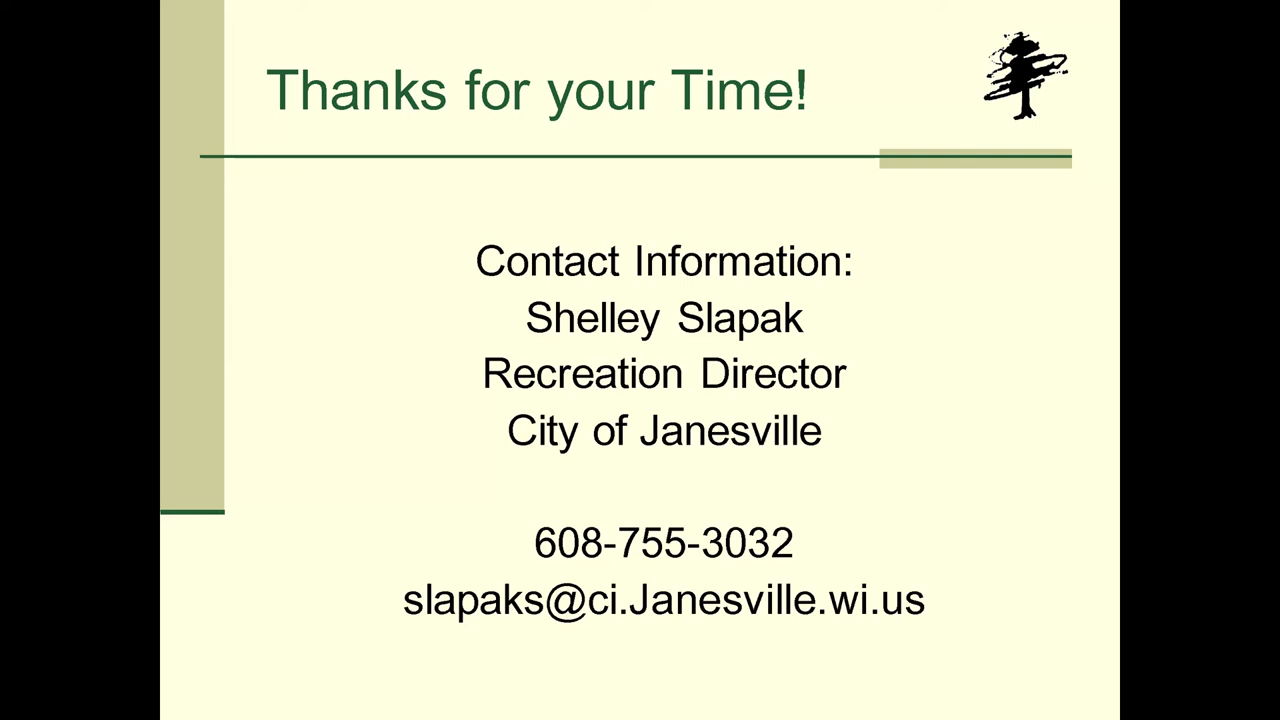 Thanks for your Time!
Contact Information:
Shelley Slapak
Recreation Director
City of Janesville
608-755-3032
slapaks@ci.Janesville.wi.us